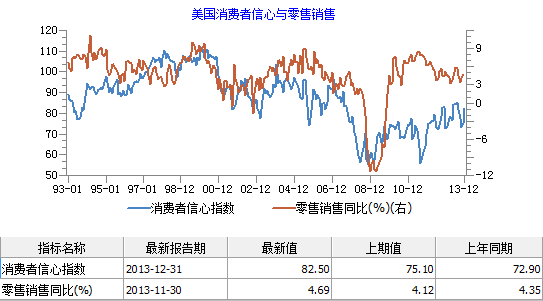 美国消费者信心与零售销售
120
110
100
90
80
70
60
50
9
4
0
-6
-12
93-01 95-01 97-01 98-12 00-12 02-12 04-12 06-12 08-12 10-12 13-12
消费者信心指数 零售销售同比(%)(右)
指标名称 最新报告期 最新值 上期值 上年同期
消费者信心指数 2013-12-31 82.50 75.10 72.90
零售销售同比(%) 2013-11-30 4.69 4.12 4.35